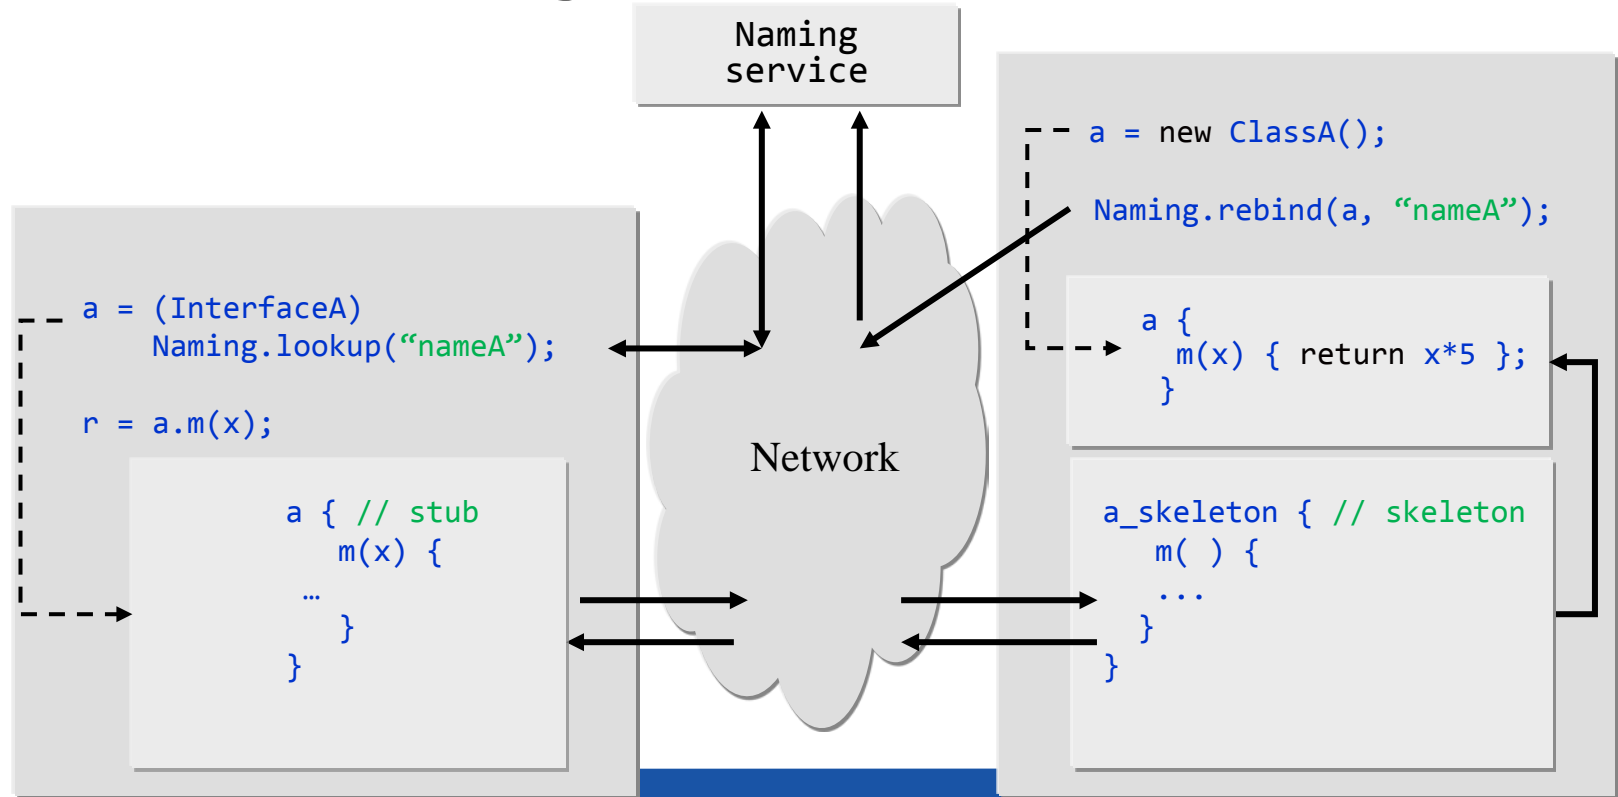 Naming
service
a = new ClassA();
Naming.rebind(a, “nameA”);
a = (InterfaceA)
Naming.lookup(“nameA”);
r = a.m(x);
a {
m(x) { return x*5 };
}
Network
a { // stub
m(x) {
…
}
}
a_skeleton { // skeleton
m( ) {
...
}
}